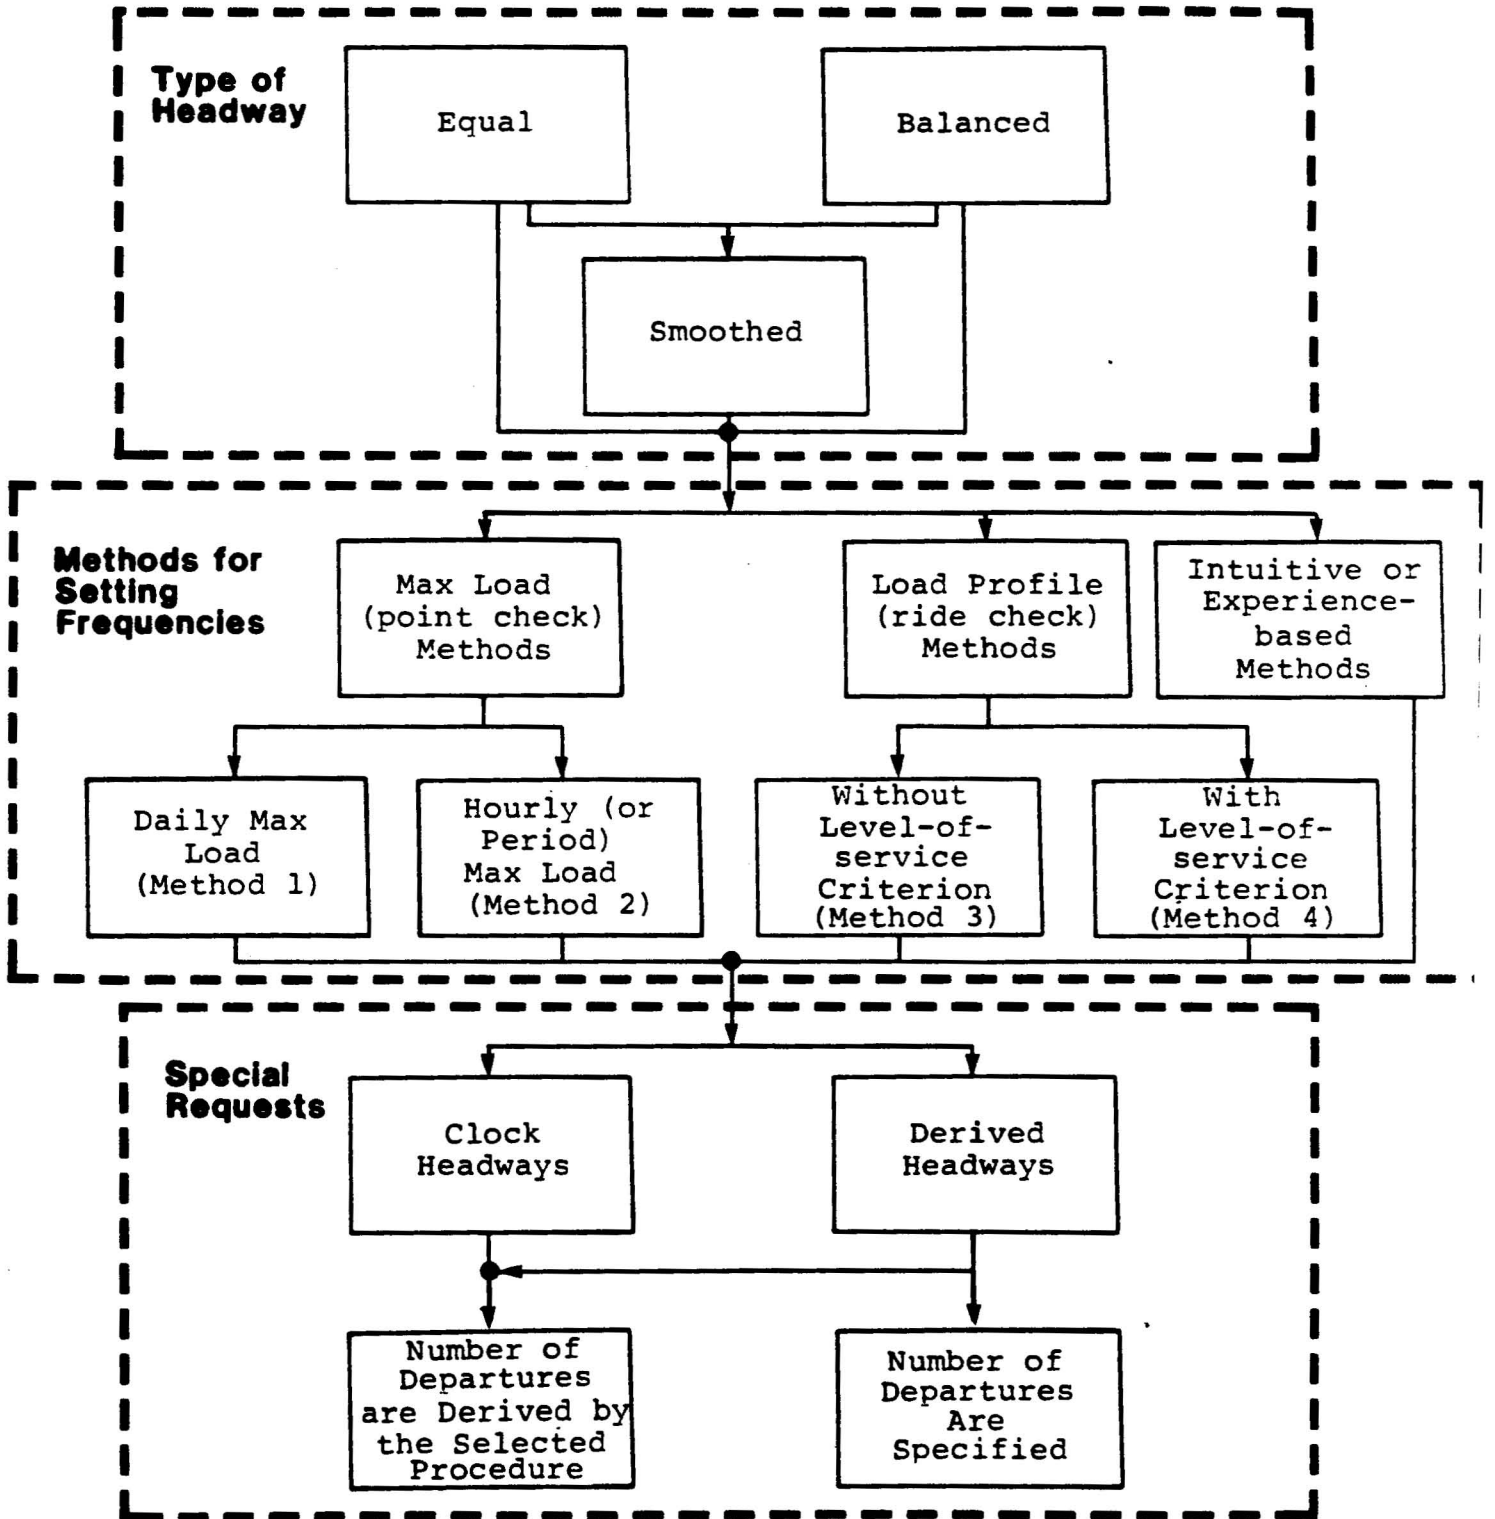 Type of
Headway
Equal
Balanced
Smoothed
Methods for
Setting
Frequencies
Max Load
(point check)
Methods
Load Profile
(ride check)
Methods
Intuitive or
Experience-
based
Methods
Daily Max
Load
(Method 1)
Hourly (or
Period)
Max Load
(Method 2)
Without
Level-of-
service
Criterion
(Method 3)
With
Level-of-
service
Criterion
(Method 4)
Special
Requests
Clock
Headways
Derived
Headways
Number of
Departures
are Derived by
the Selected
Procedure
Number of
Departures
Are
Specified